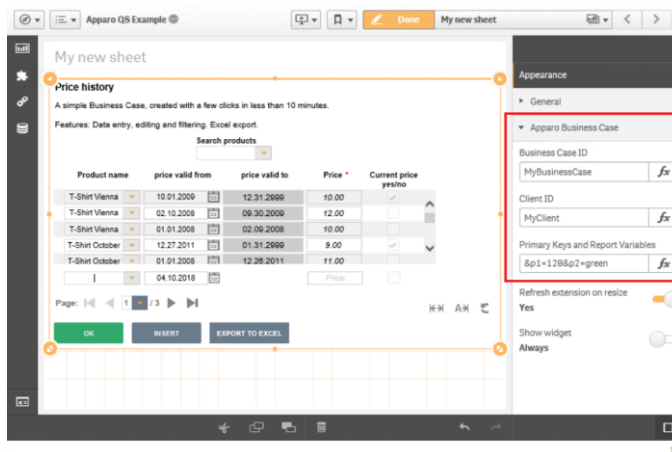 Apparo QS Example
Done
My new sheet
My new sheet
Price history
A simple Business Case, created with a few clicks in less than 10 minutes.
Features: Data entry, editing and filtering. Excel export.
Search products
Product name price valid from price valid to Price * Current price yes/no
T-Shirt Vienna 10.01.2009 12.31.2999 10.00
T-Shirt Vienna 02.10.2008 09.30.2009 12.00
T-Shirt Vienna 01.01.2008 02.09.2008 10.00
T-Shirt October 12.27.2011 01.31.2999 9.00
T-Shirt October 01.01.2008 12.26.2011 11.00
04.10.2018 Price
Page: 1 / 3
OK INSERT EXPORT TO EXCEL
Appearance
General
Apparo Business Case
Business Case ID
MyBusinessCase fx
Client ID
MyClient fx
Primary Keys and Report Variables
&p1=120&p2=green fx
Refresh extension on resize
Yes
Show widget
Always